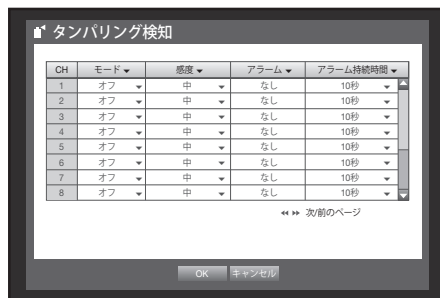 タンパリング検知
CH モード 感度 アラーム アラーム持続時間
1 オフ 中 なし 10秒
2 オフ 中 なし 10秒
3 オフ 中 なし 10秒
4 オフ 中 なし 10秒
5 オフ 中 なし 10秒
6 オフ 中 なし 10秒
7 オフ 中 なし 10秒
8 オフ 中 なし 10秒
次/前のページ
OK キャンセル